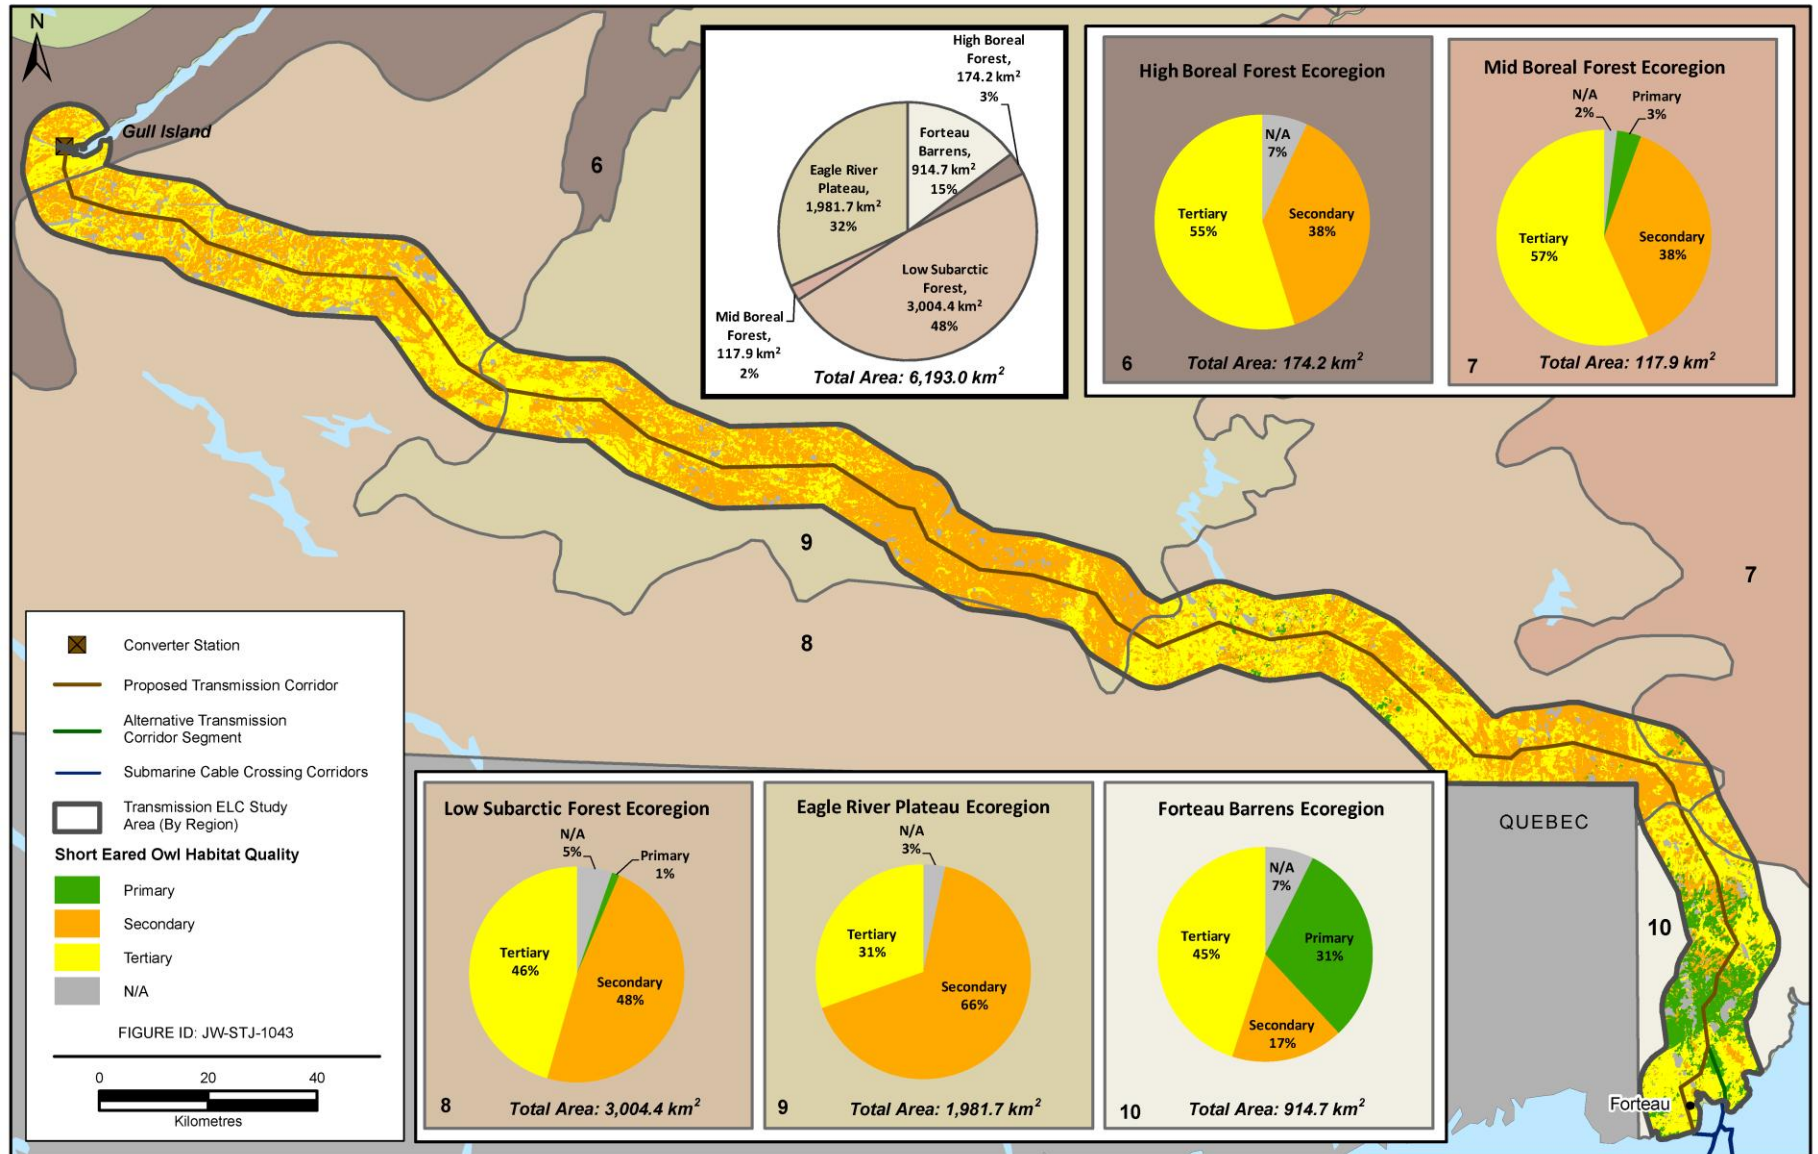 N
Gull Island
6
High Boreal
Forest,
174.2 km²
3%
Forteau
Barrens,
914.7 km²
15%
Eagle River
Plateau,
1,981.7 km²
32%
Low Subarctic
Forest,
3,004.4 km²
48%
Mid Boreal
Forest,
117.9 km²
2%
Total Area: 6,193.0 km²
High Boreal Forest Ecoregion
N/A
7%
Tertiary
55%
Secondary
38%
6
Total Area: 174.2 km²
Mid Boreal Forest Ecoregion
N/A
2%
Primary
3%
Tertiary
57%
Secondary
38%
7
Total Area: 117.9 km²
9
8
7
Converter Station
Proposed Transmission Corridor
Alternative Transmission
Corridor Segment
Submarine Cable Crossing Corridors
Transmission ELC Study
Area (By Region)
Short Eared Owl Habitat Quality
Primary
Secondary
Tertiary
N/A
FIGURE ID: JW-STJ-1043
0 20 40
Kilometres
Low Subarctic Forest Ecoregion
N/A
5%
Primary
1%
Tertiary
46%
Secondary
48%
8
Total Area: 3,004.4 km²
Eagle River Plateau Ecoregion
N/A
3%
Tertiary
31%
Secondary
66%
9
Total Area: 1,981.7 km²
Forteau Barrens Ecoregion
N/A
7%
Tertiary
45%
Primary
31%
Secondary
17%
10
Total Area: 914.7 km²
QUEBEC
10
Forteau